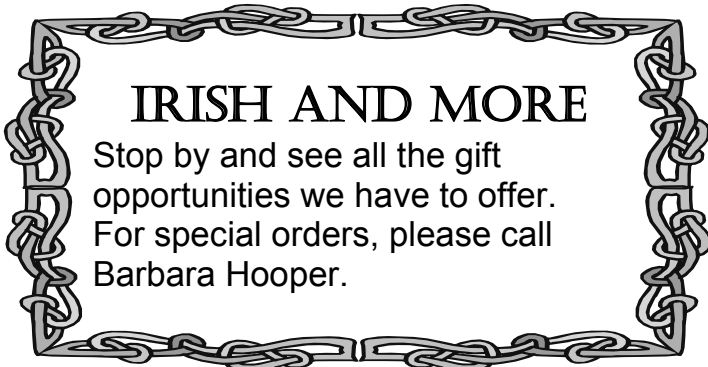 IRISH AND MORE
Stop by and see all the gift
opportunities we have to offer.
For special orders, please call
Barbara Hooper.